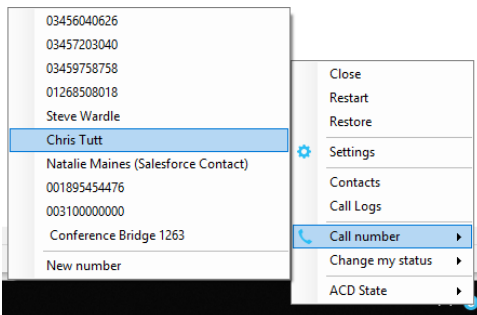 03456040626
03457203040
03459758758
01268508018
Steve Wardle
Chris Tutt
Natalie Maines (Salesforce Contact)
001895454476
003100000000
Conference Bridge 1263
New number
Close
Restart
Restore
Settings
Contacts
Call Logs
Call number
Change my status
ACD State